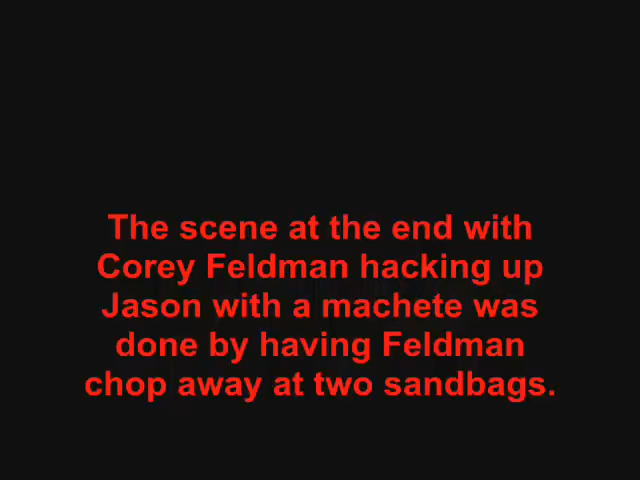 The scene at the end with
Corey Feldman hacking up
Jason with a machete was
done by having Feldman
chop away at two sandbags.